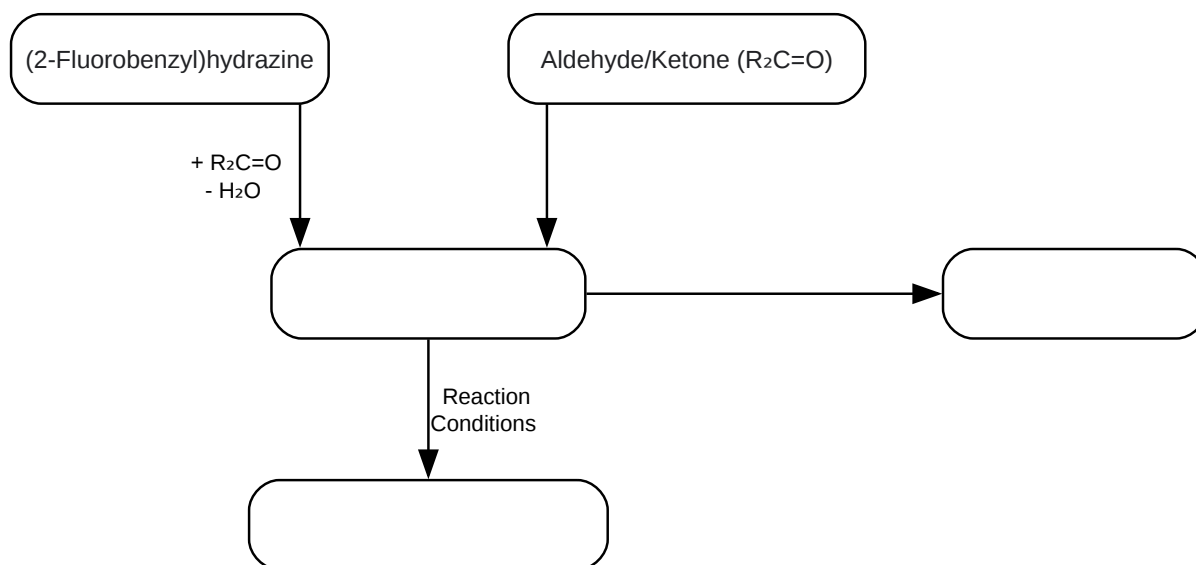 (2-Fluorobenzyl)hydrazine
Aldehyde/Ketone (R₂C=O)
+ R₂C=O
- H₂O
Reaction
Conditions